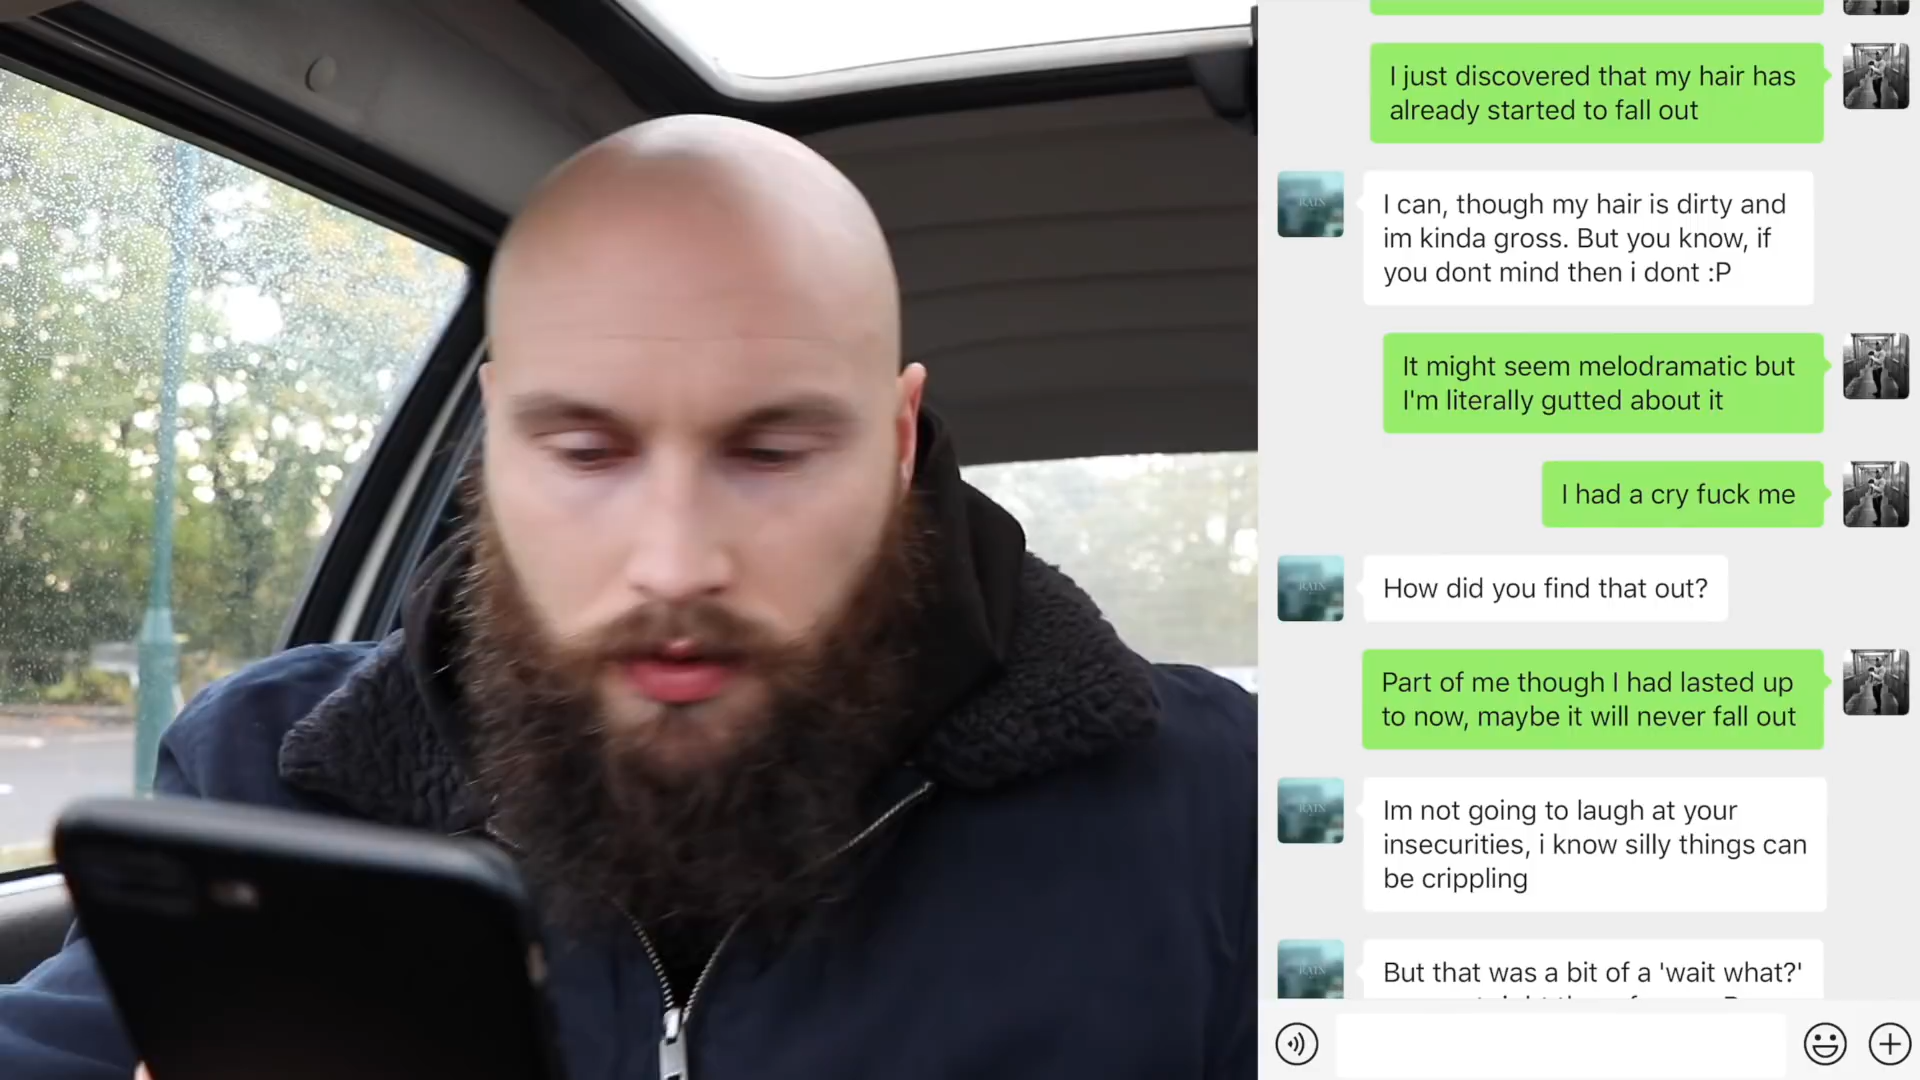 I just discovered that my hair has
already started to fall out
RAIN
I can, though my hair is dirty and
im kinda gross. But you know, if
you dont mind then i dont :P
It might seem melodramatic but
I'm literally gutted about it
I had a cry fuck me
RAIN
How did you find that out?
Part of me though I had lasted up
to now, maybe it will never fall out
RAIN
Im not going to laugh at your
insecurities, i know silly things can
be crippling
RAIN
But that was a bit of a 'wait what?'